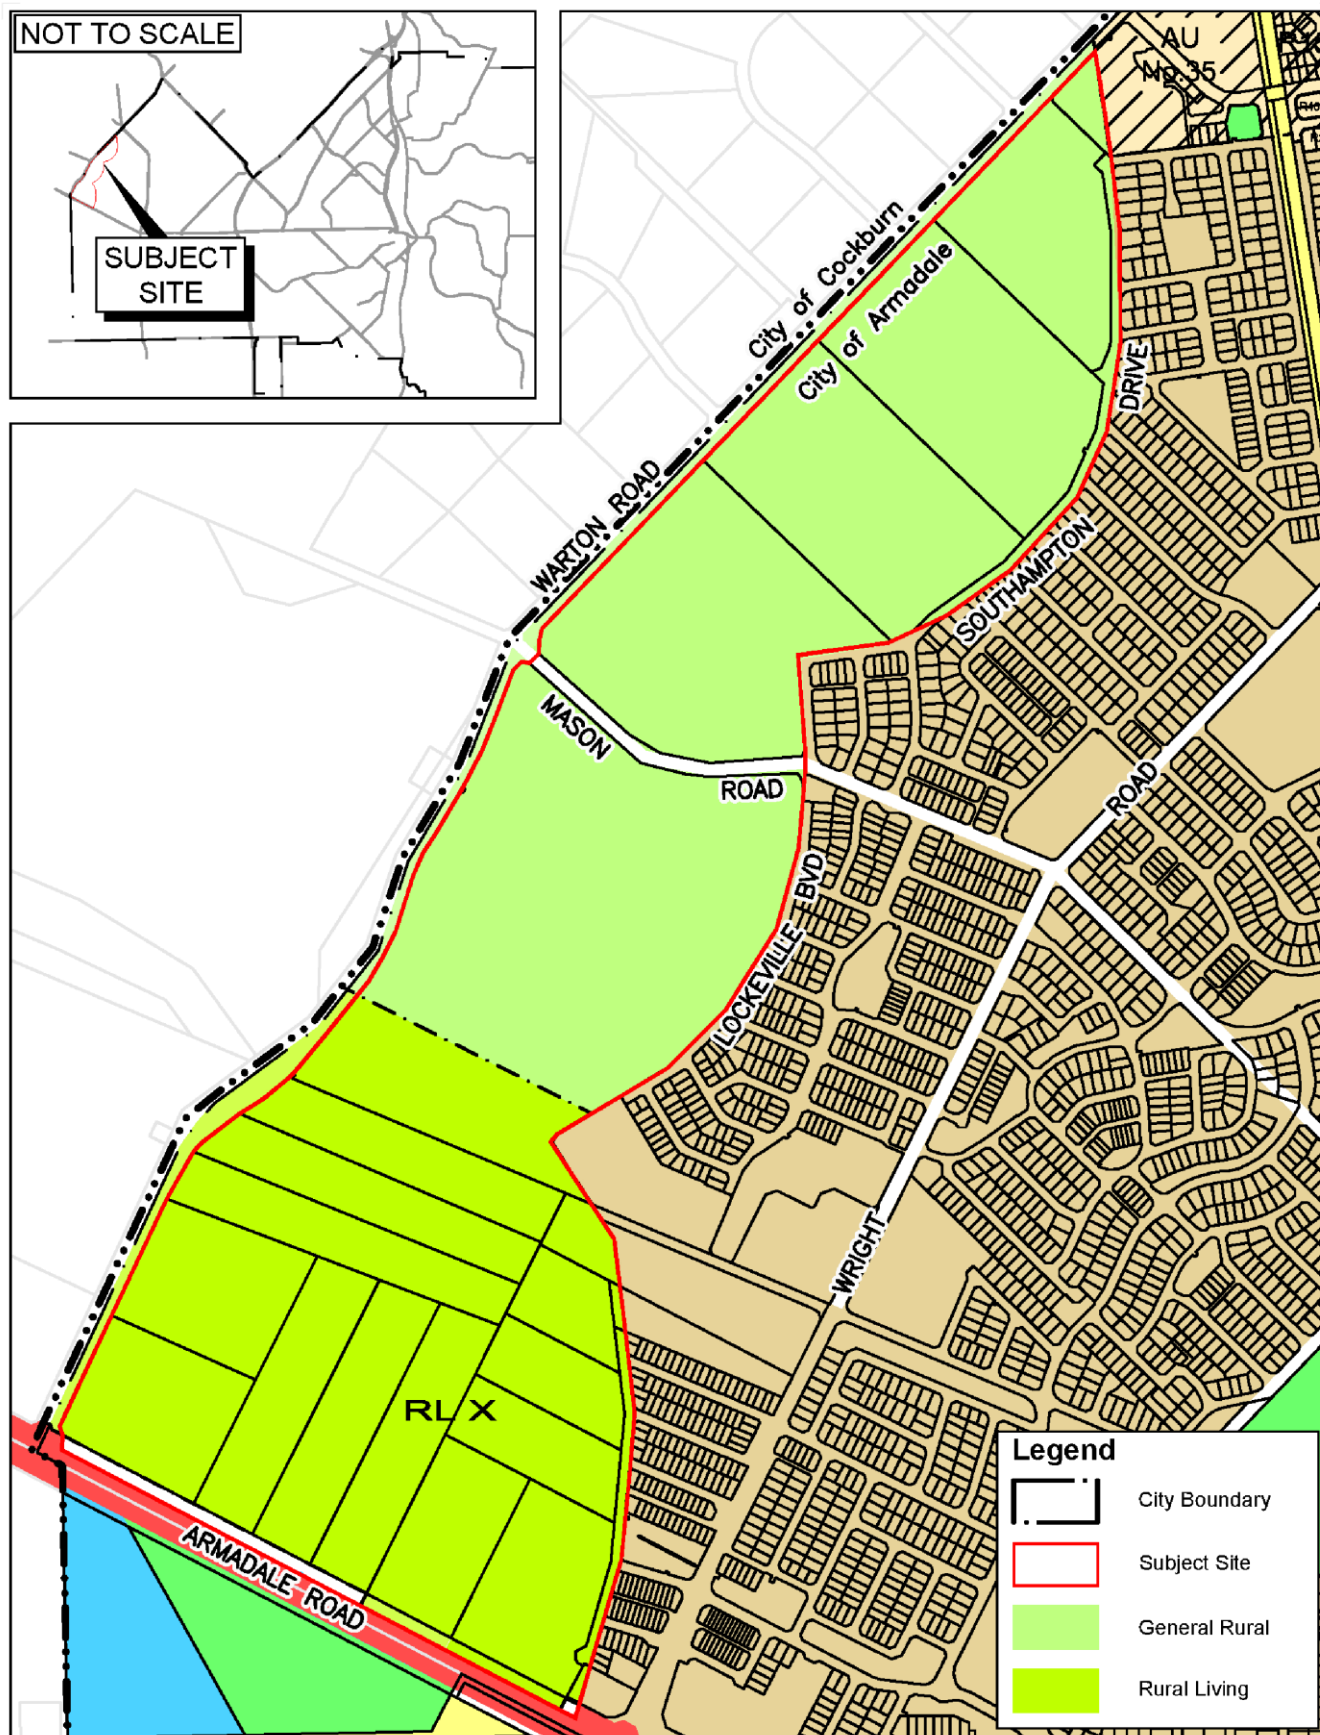 NOT TO SCALE
SUBJECT
SITE
AU
No.35
City of Cockburn
City of Armadale
DRIVE
WARTON ROAD
SOUTHAMPTON
MASON
ROAD
ROAD
LOCKEVILLE BVD
WRIGHT
RL X
ARMADALE ROAD
Legend
City Boundary
Subject Site
General Rural
Rural Living